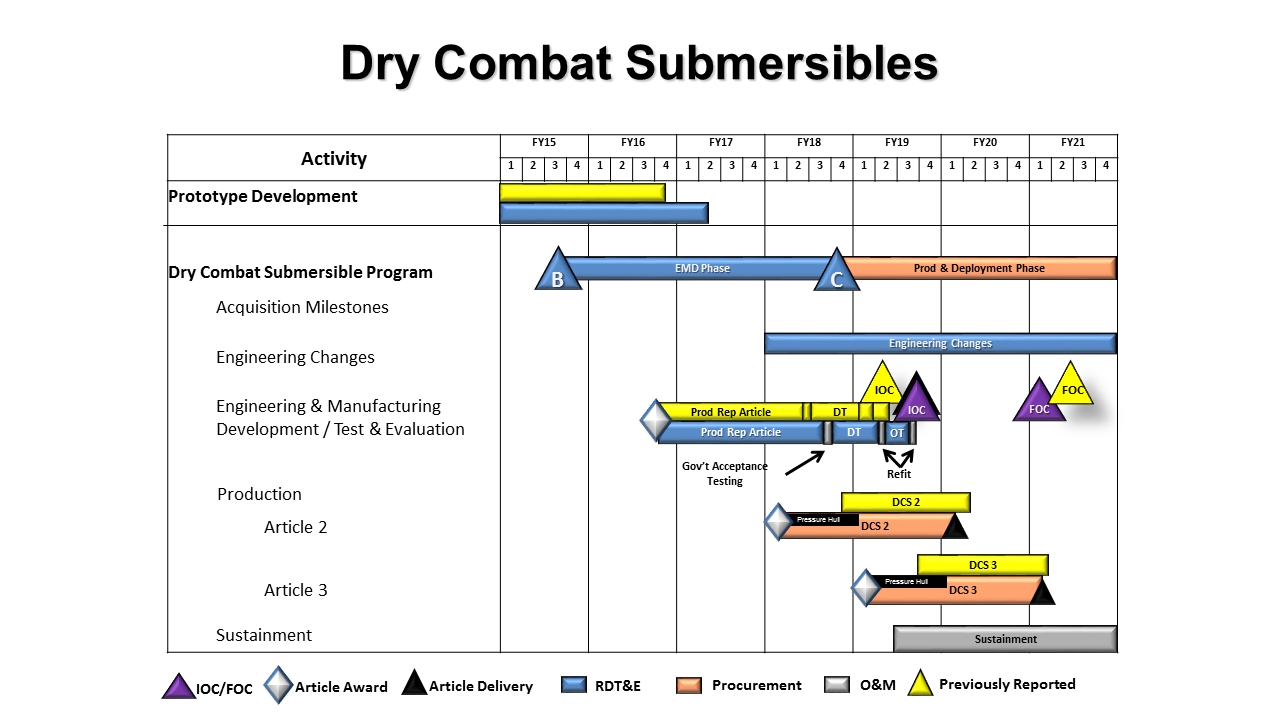 Dry Combat Submersibles
Activity
FY15 FY16 FY17 FY18 FY19 FY20 FY21
1 2 3 4 1 2 3 4 1 2 3 4 1 2 3 4 1 2 3 4 1 2 3 4 1 2 3 4
Prototype Development
Dry Combat Submersible Program
B EMD Phase C Prod & Deployment Phase
Acquisition Milestones
Engineering Changes
Engineering Changes
IOC FOC
Engineering & Manufacturing
Development / Test & Evaluation
Prod Rep Article DT IOC FOC
Prod Rep Article DT OT
Gov't Acceptance
Testing
Refit
Production
DCS 2
Article 2
Pressure Hull
DCS 2
DCS 3
Article 3
Pressure Hull
DCS 3
Sustainment
Sustainment
IOC/FOC Article Award Article Delivery RDT&E Procurement O&M Previously Reported